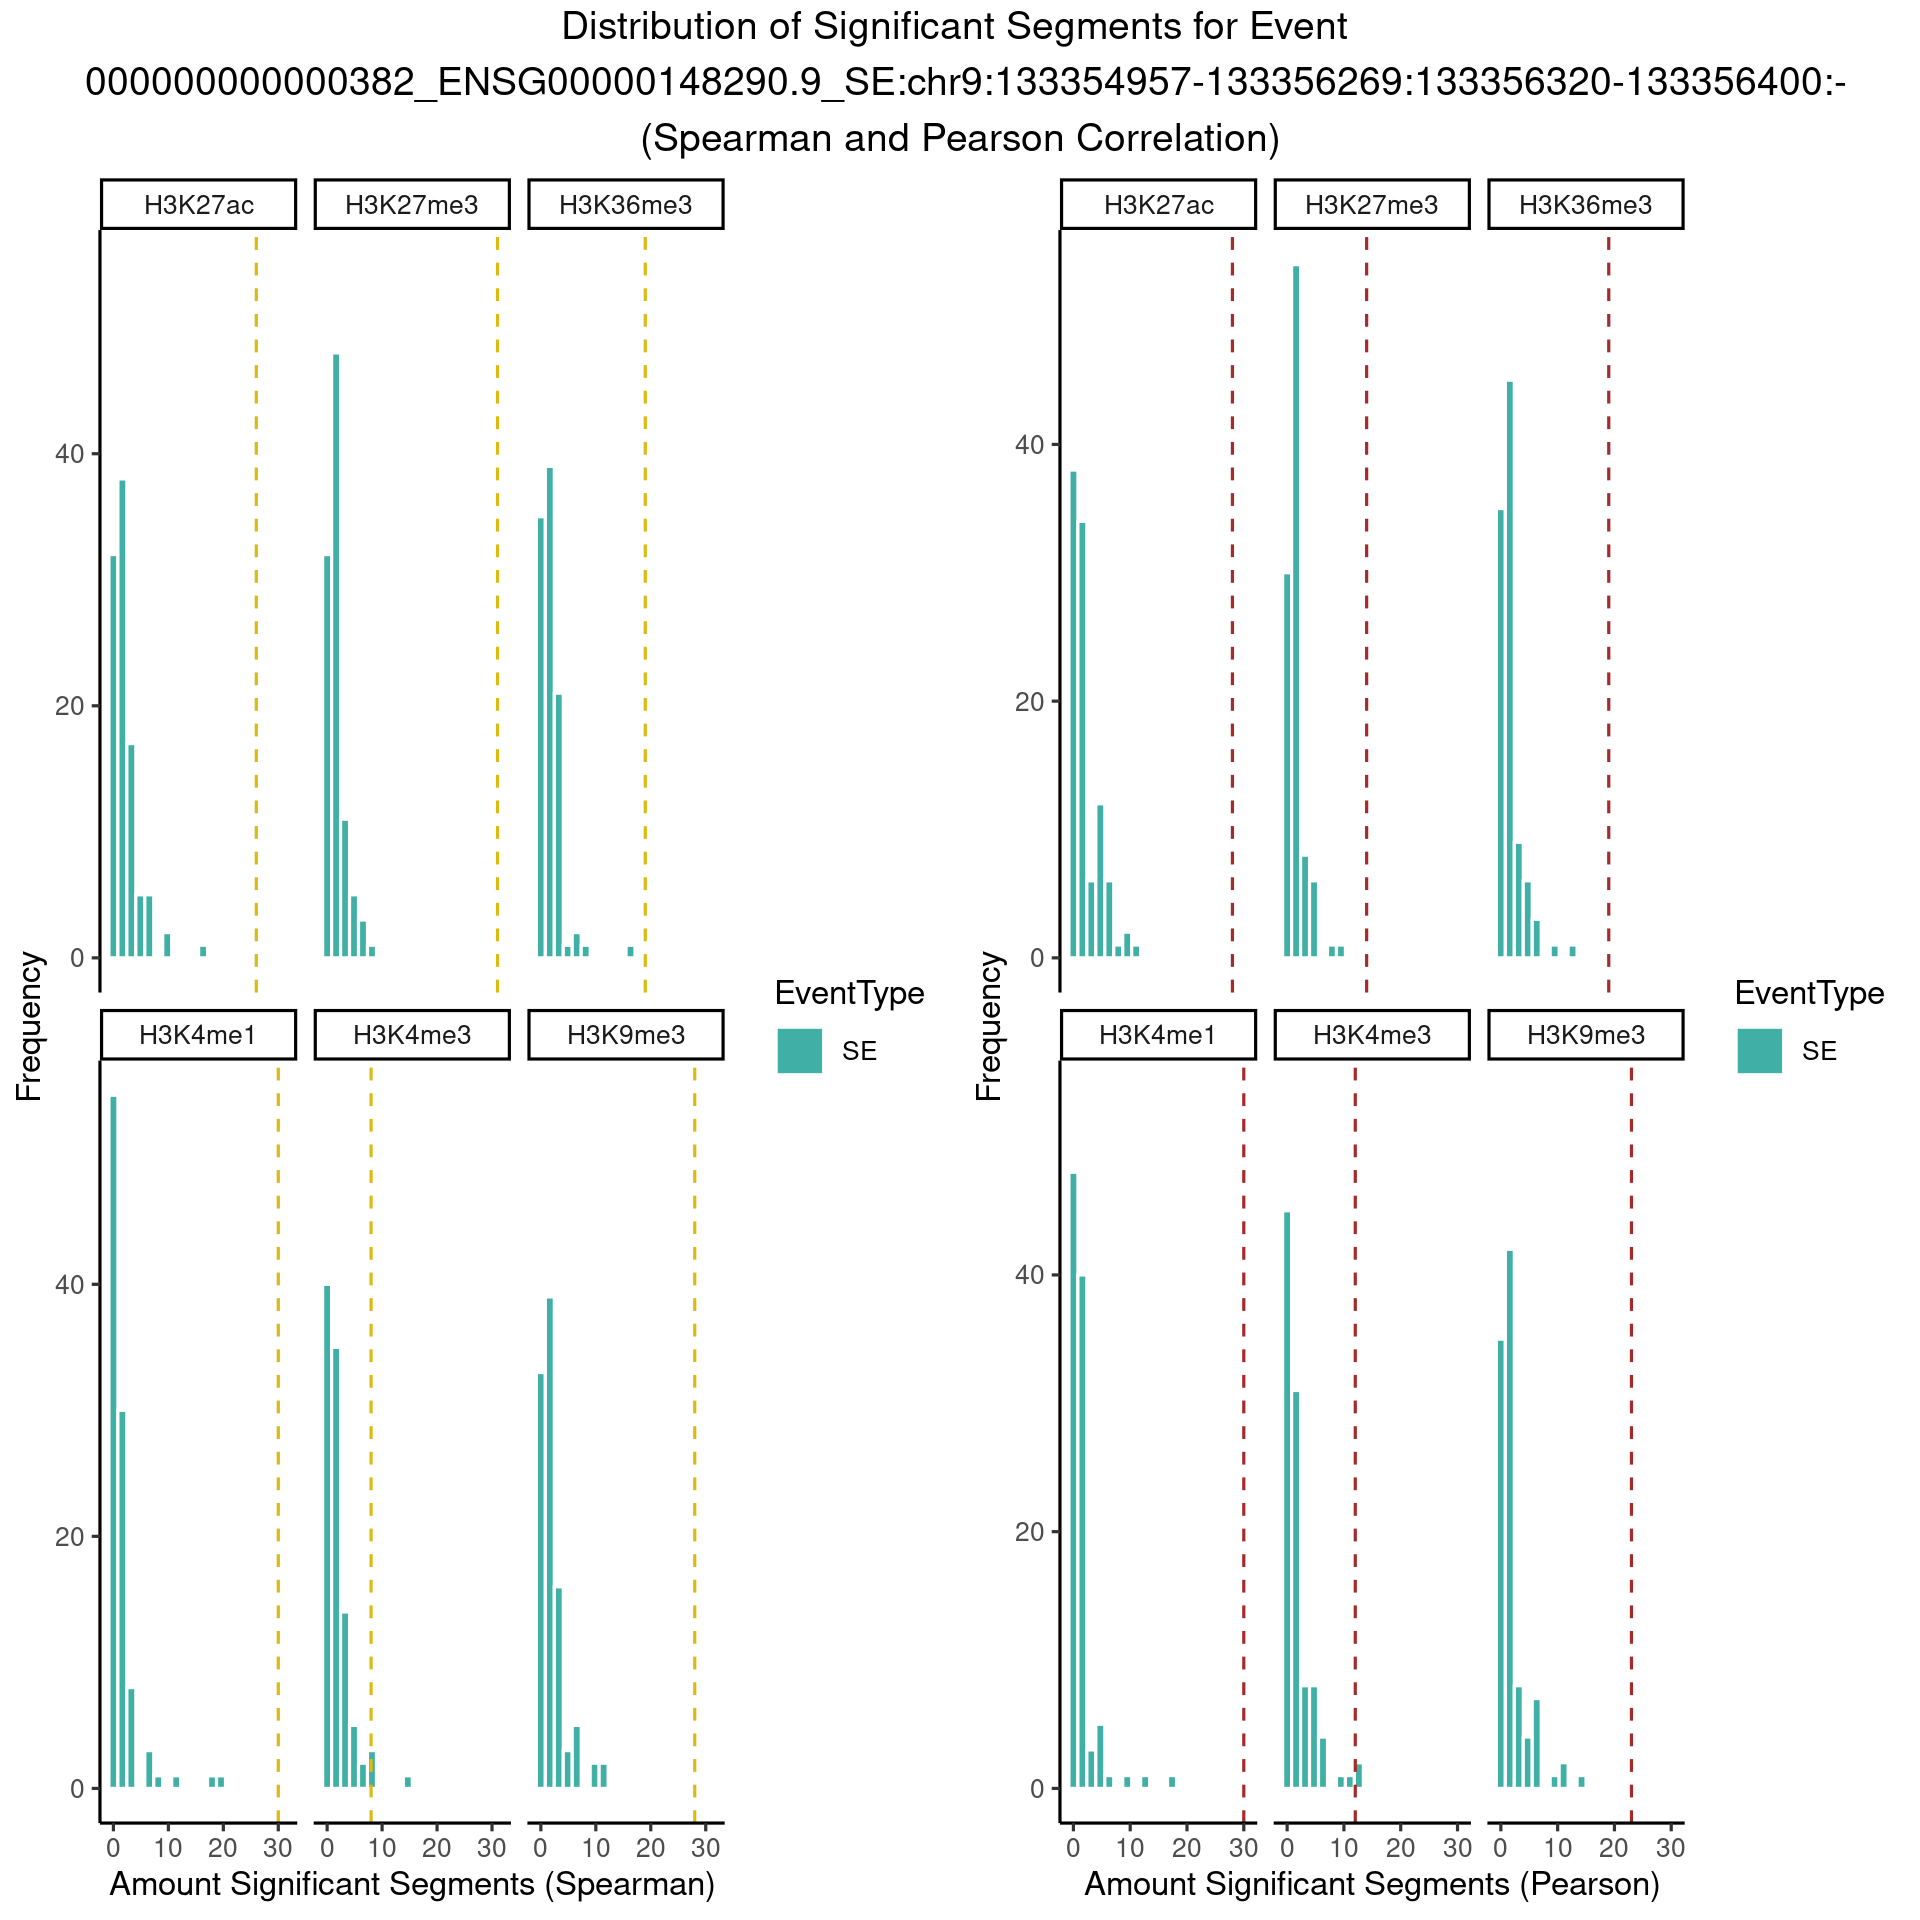 Distribution of Significant Segments for Event
000000000000382_ENSG00000148290.9_SE:chr9:133354957-133356269:133356320-133356400:-
(Spearman and Pearson Correlation)
H3K27ac H3K27me3 H3K36me3
40
20
0
H3K4me1 H3K4me3 H3K9me3
40
20
0
0 10 20 30 0 10 20 30 0 10 20 30
Amount Significant Segments (Spearman)
Frequency
EventType
SE
H3K27ac H3K27me3 H3K36me3
40
20
0
H3K4me1 H3K4me3 H3K9me3
40
20
0
0 10 20 30 0 10 20 30 0 10 20 30
Amount Significant Segments (Pearson)
Frequency
EventType
SE